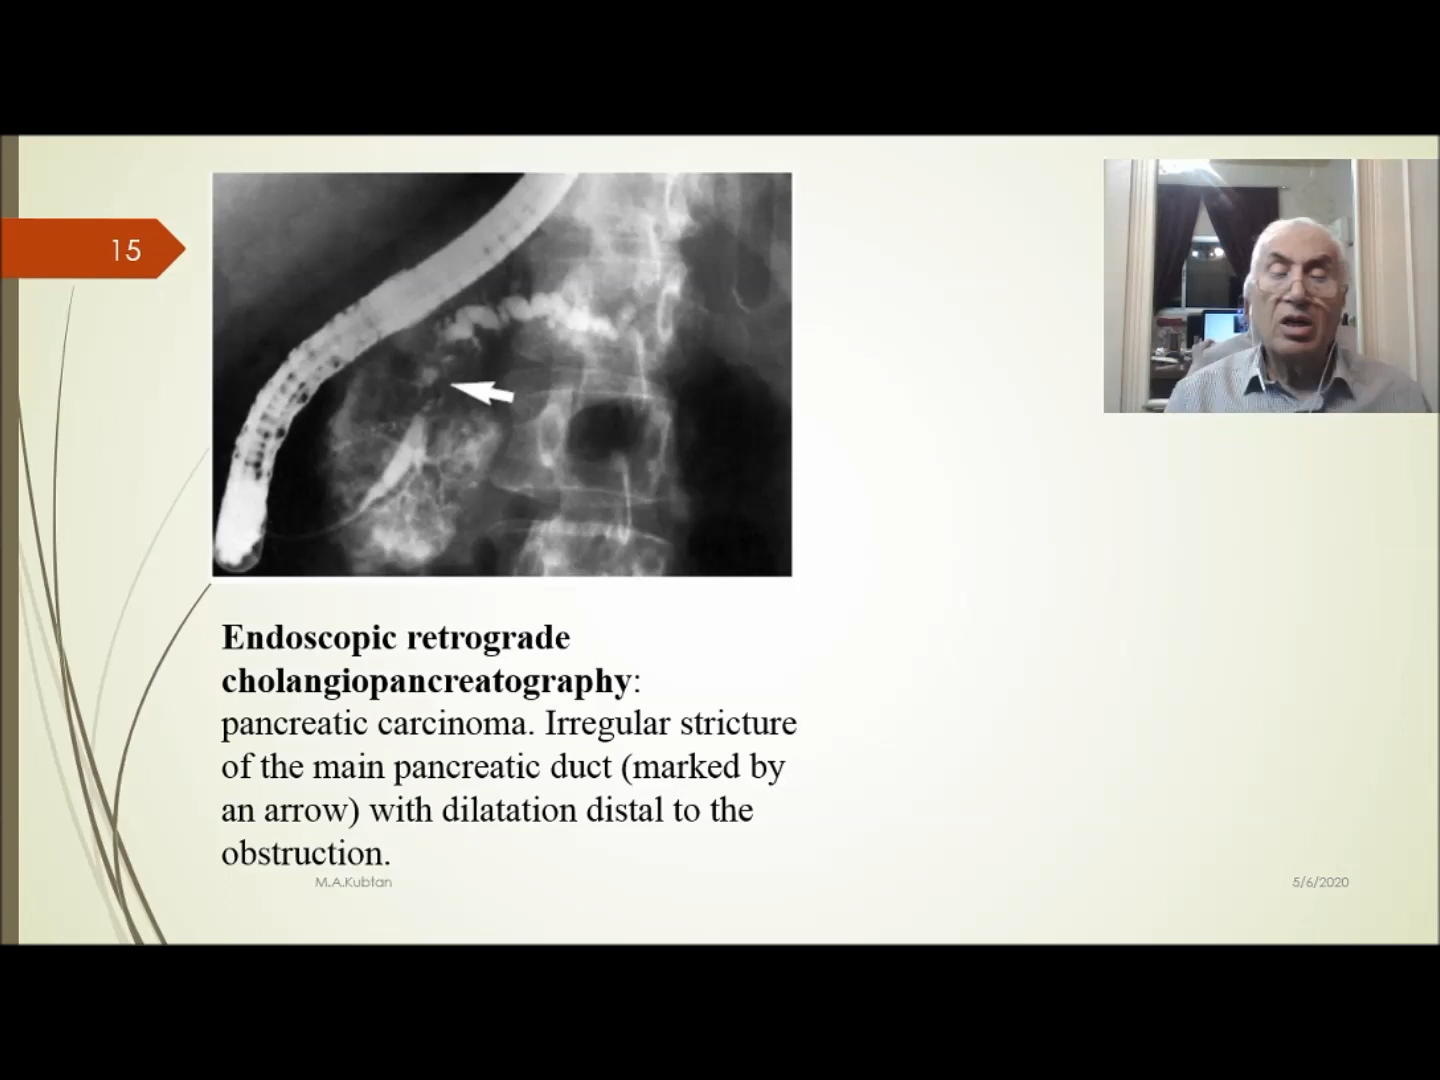 15
Endoscopic retrograde
cholangiopancreatography:
pancreatic carcinoma. Irregular stricture
of the main pancreatic duct (marked by
an arrow) with dilatation distal to the
obstruction.
M.A.Kubtan
5/6/2020